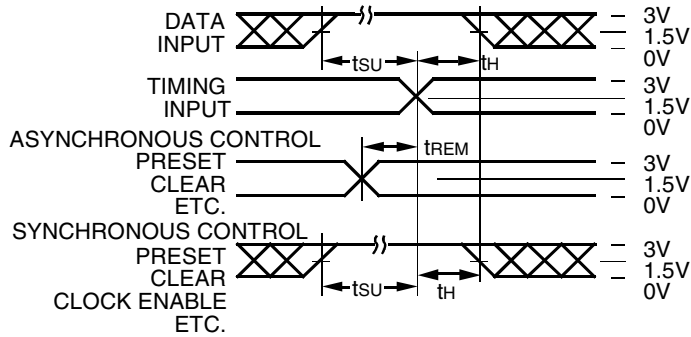 DATA
INPUT
3V
1.5V
0V
tSU
tH
TIMING
INPUT
3V
1.5V
0V
ASYNCHRONOUS CONTROL
PRESET
CLEAR
ETC.
tREM
3V
1.5V
0V
SYNCHRONOUS CONTROL
PRESET
CLEAR
CLOCK ENABLE
ETC.
tSU
tH
3V
1.5V
0V